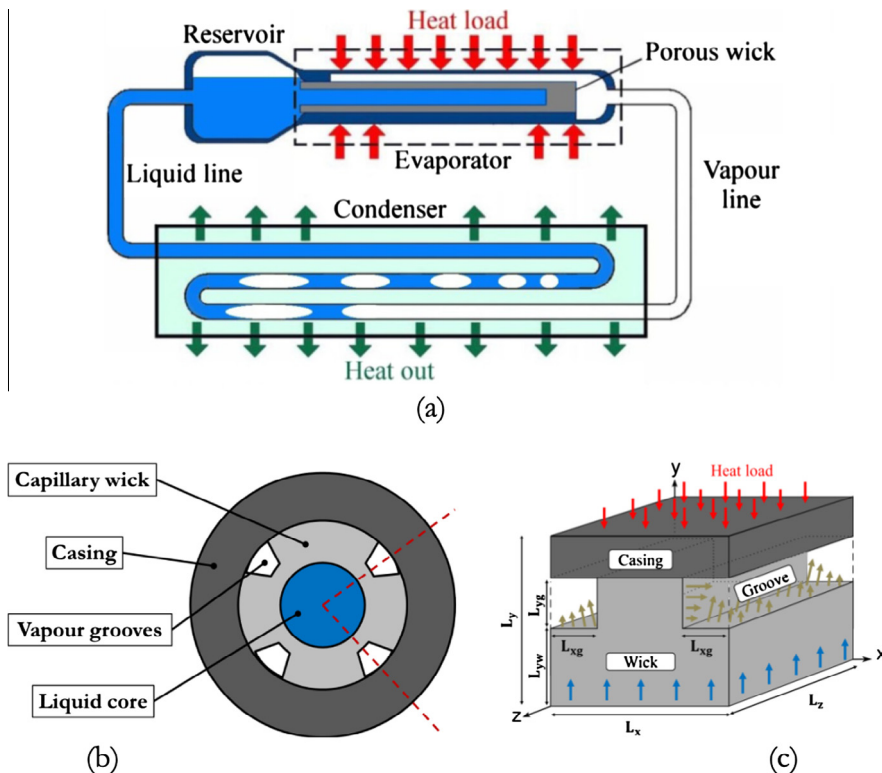 Heat load
Reservoir
Porous wick
Evaporator
Liquid line
Vapour
line
Condenser
Heat out
(a)
Capillary wick
Casing
Vapour grooves
Liquid core
(b)
y
Heat load
Casing
Groove
Ly
Lyg
Lxg
Lxg
Lyw
Wick
x
z
Lx
Lz
(c)